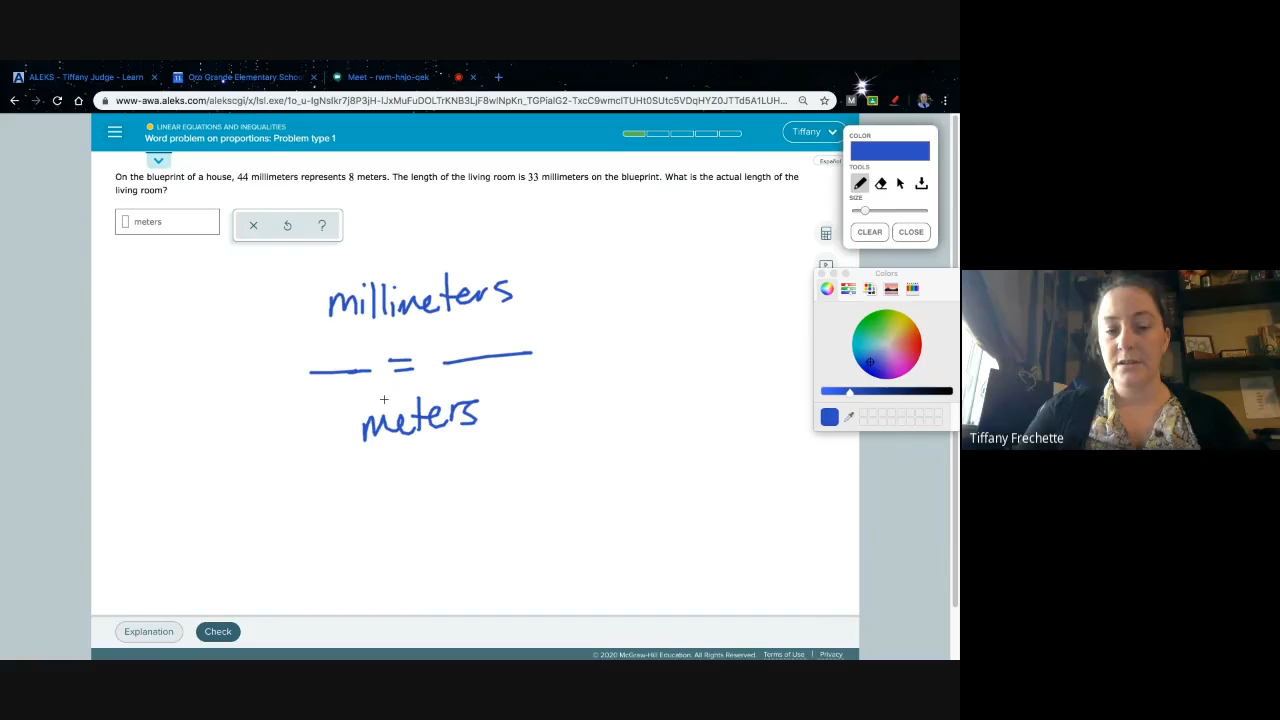 ALEKS - Tiffany Judge - Learn
Oro Grande Elementary Schoo
Meet - rwm-hnjo-qek
LINEAR EQUATIONS AND INEQUALITIES
Word problem on proportions: Problem type 1
Tiffany
Español
On the blueprint of a house, 44 millimeters represents 8 meters. The length of the living room is 33 millimeters on the blueprint. What is the actual length of the
living room?
meters
× ?
COLOR
TOOLS
SIZE
CLEAR CLOSE
Colors
millimeters
=
meters
Tiffany Frechette
Explanation Check
© 2020 McGraw-Hill Education. All Rights Reserved. Terms of Use | Privacy